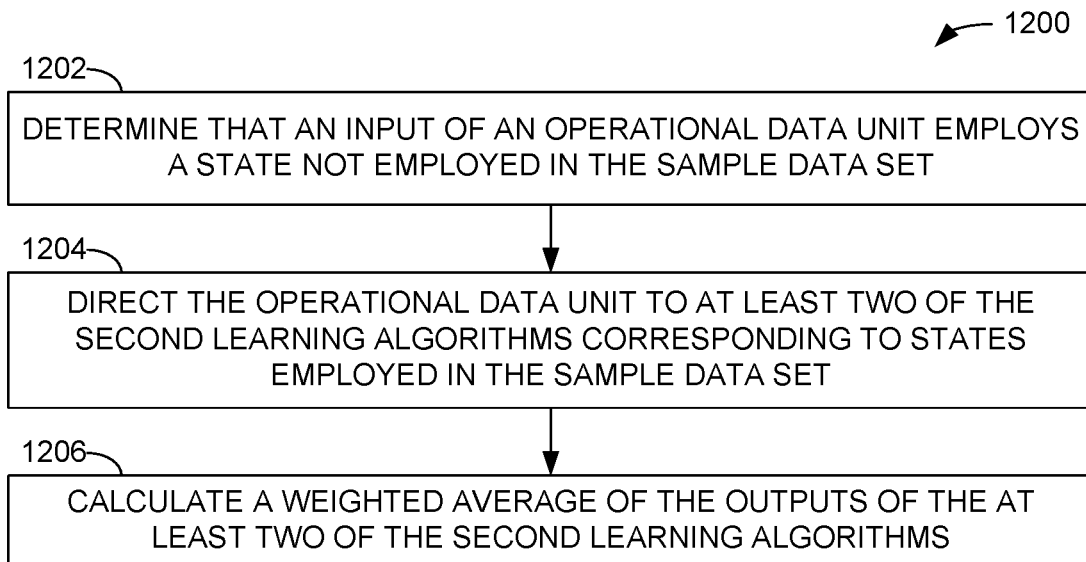 1200
1202
DETERMINE THAT AN INPUT OF AN OPERATIONAL DATA UNIT EMPLOYS
A STATE NOT EMPLOYED IN THE SAMPLE DATA SET
1204
DIRECT THE OPERATIONAL DATA UNIT TO AT LEAST TWO OF THE
SECOND LEARNING ALGORITHMS CORRESPONDING TO STATES
EMPLOYED IN THE SAMPLE DATA SET
1206
CALCULATE A WEIGHTED AVERAGE OF THE OUTPUTS OF THE AT
LEAST TWO OF THE SECOND LEARNING ALGORITHMS